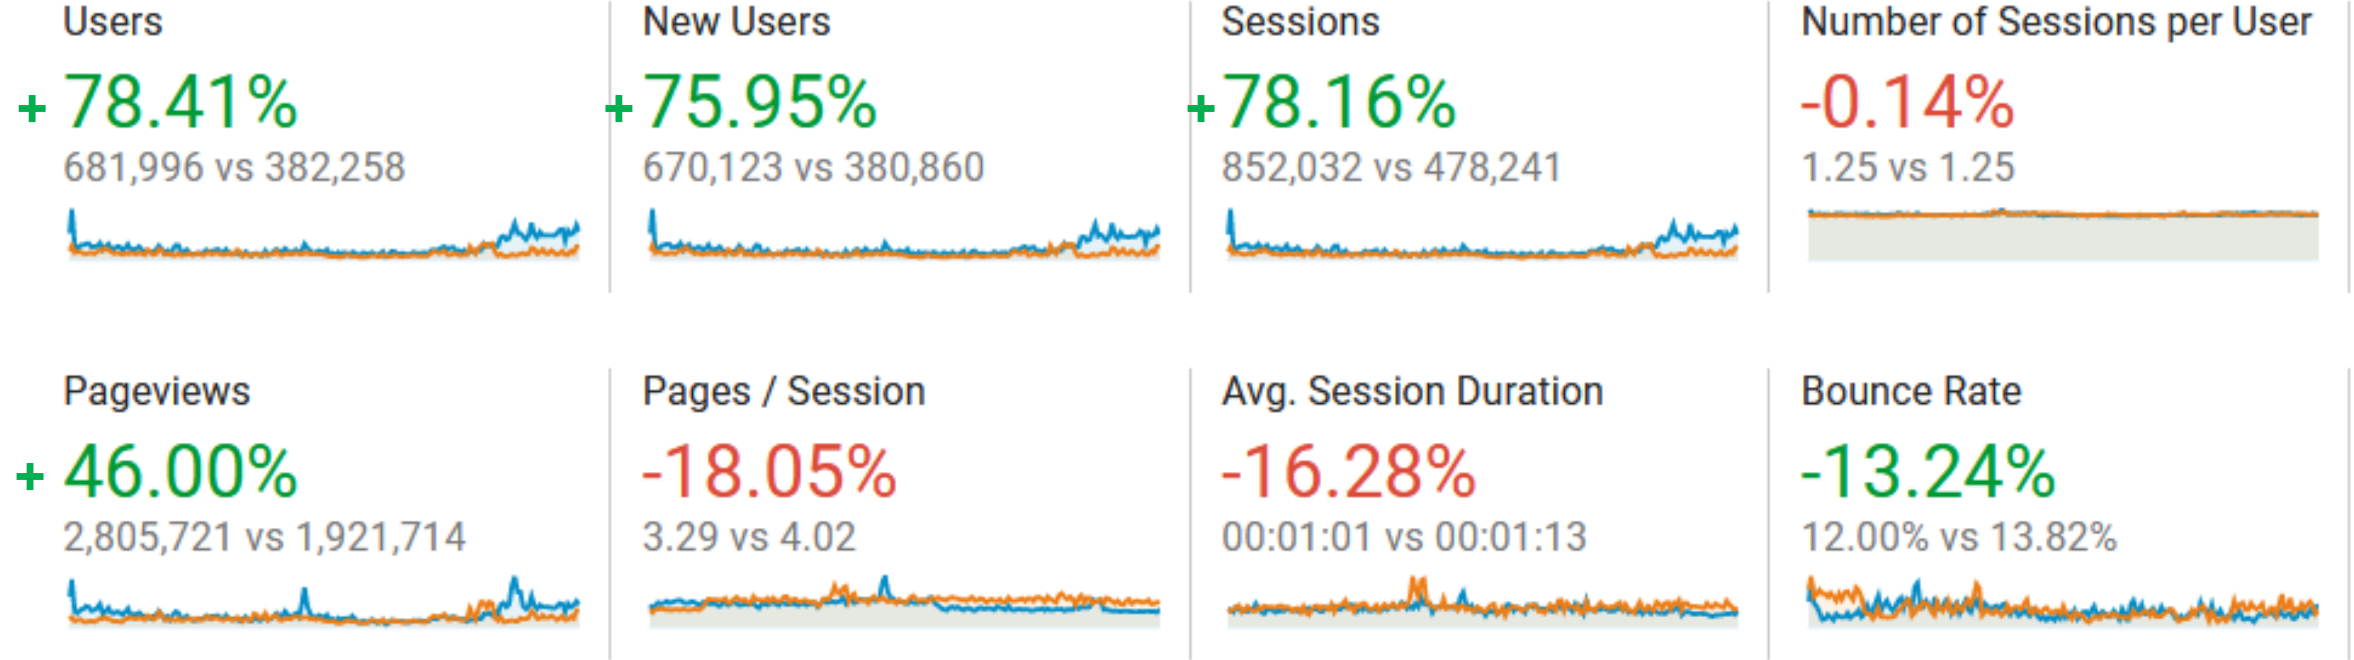 Users
+ 78.41%
681,996 vs 382,258
New Users
+ 75.95%
670,123 vs 380,860
Sessions
+ 78.16%
852,032 vs 478,241
Number of Sessions per User
-0.14%
1.25 vs 1.25
Pageviews
+ 46.00%
2,805,721 vs 1,921,714
Pages / Session
-18.05%
3.29 vs 4.02
Avg. Session Duration
-16.28%
00:01:01 vs 00:01:13
Bounce Rate
-13.24%
12.00% vs 13.82%